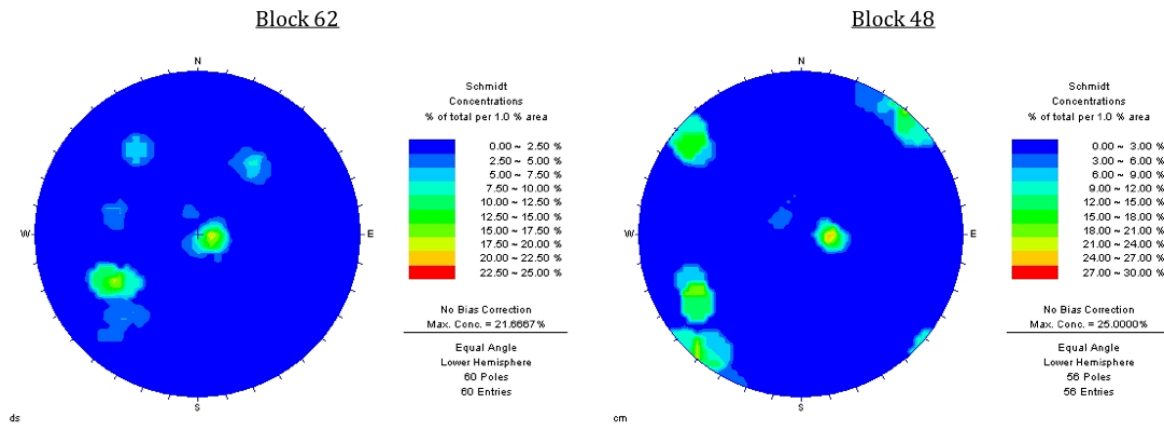 Block 62
N
W
E
S
Schmidt
Concentrations
% of total per 1.0 % area
0.00 ~ 2.50 %
2.50 ~ 5.00 %
5.00 ~ 7.50 %
7.50 ~ 10.00 %
10.00 ~ 12.50 %
12.50 ~ 15.00 %
15.00 ~ 17.50 %
17.50 ~ 20.00 %
20.00 ~ 22.50 %
22.50 ~ 25.00 %
No Bias Correction
Max. Conc. = 21.6667%
Equal Angle
Lower Hemisphere
60 Poles
60 Entries
ds
Block 48
N
W
E
S
Schmidt
Concentrations
% of total per 1.0 % area
0.00 ~ 3.00 %
3.00 ~ 6.00 %
6.00 ~ 9.00 %
9.00 ~ 12.00 %
12.00 ~ 15.00 %
15.00 ~ 18.00 %
18.00 ~ 21.00 %
21.00 ~ 24.00 %
24.00 ~ 27.00 %
27.00 ~ 30.00 %
No Bias Correction
Max. Conc. = 25.0000%
Equal Angle
Lower Hemisphere
56 Poles
56 Entries
cm